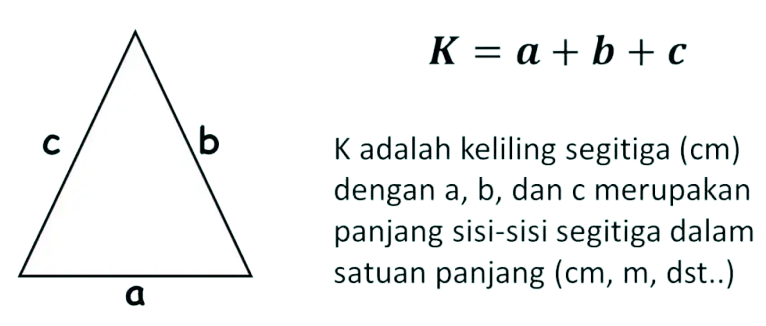 K = a + b + c
c
b
a
K adalah keliling segitiga (cm)
dengan a, b, dan c merupakan
panjang sisi-sisi segitiga dalam
satuan panjang (cm, m, dst..)